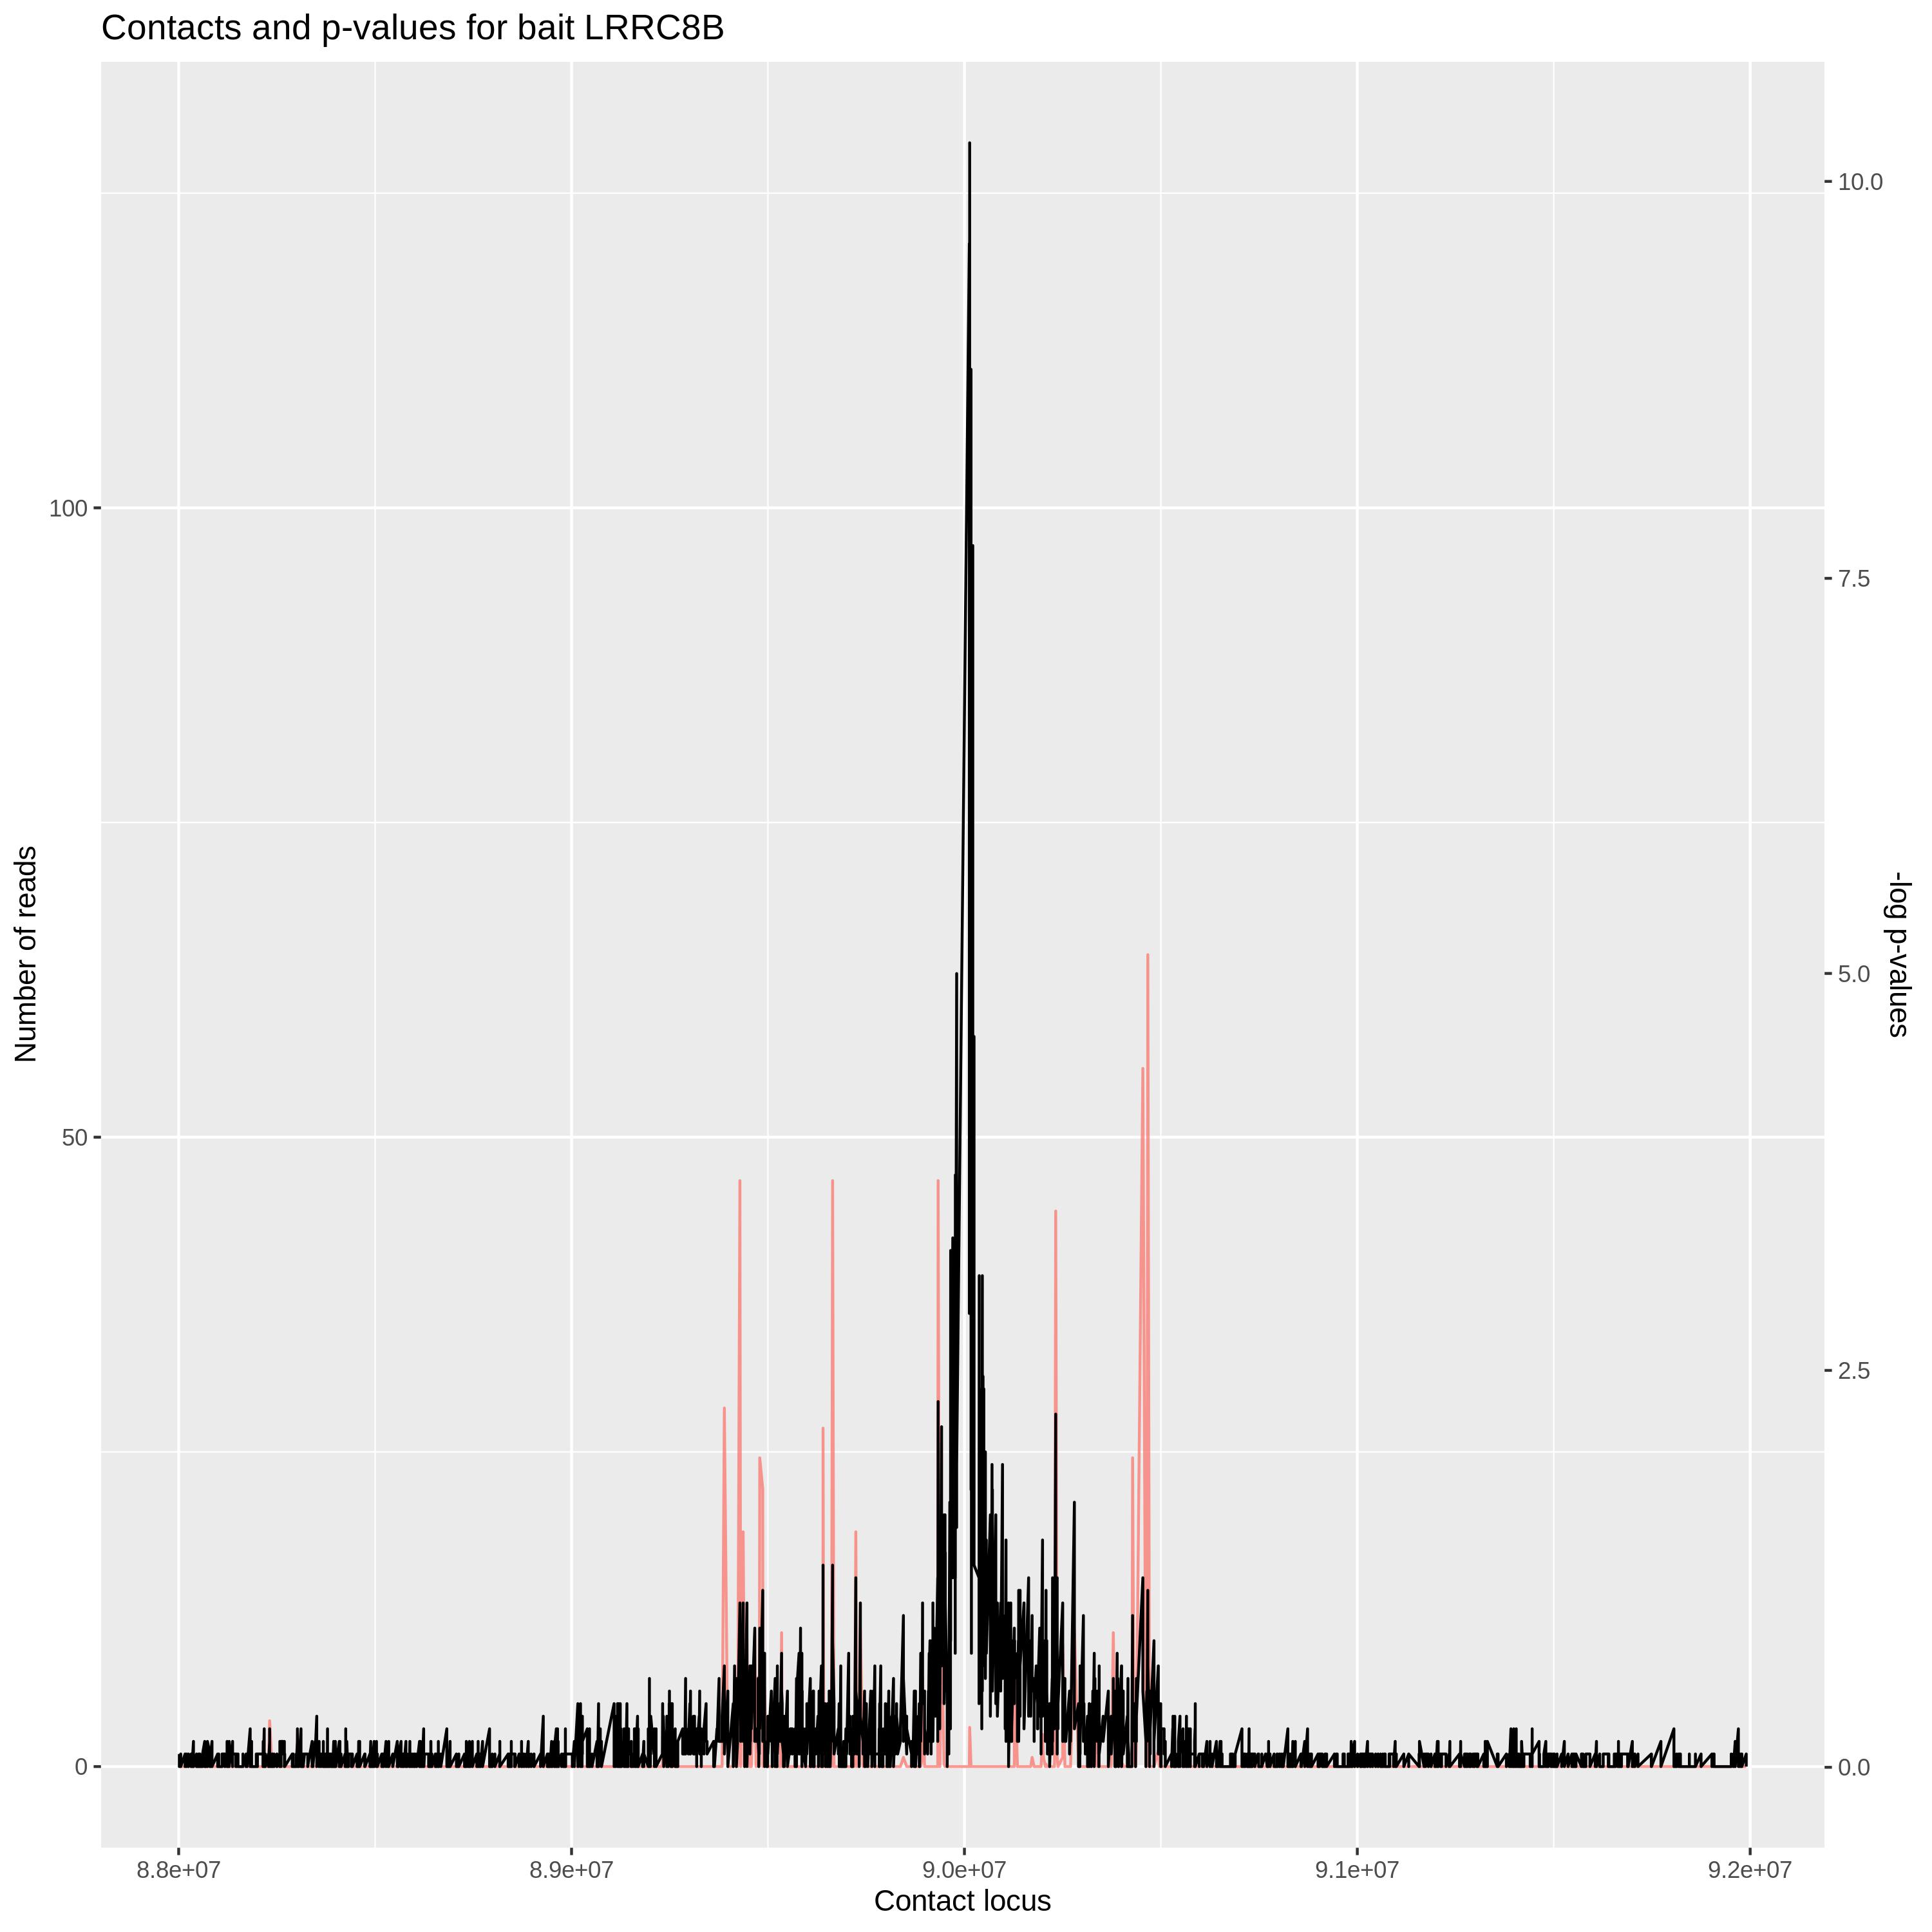 Contacts and p-values for bait LRRC8B
Number of reads
100
50
0
10.0
7.5
5.0
2.5
0.0
-log p-values
8.8e+07
8.9e+07
9.0e+07
9.1e+07
9.2e+07
Contact locus